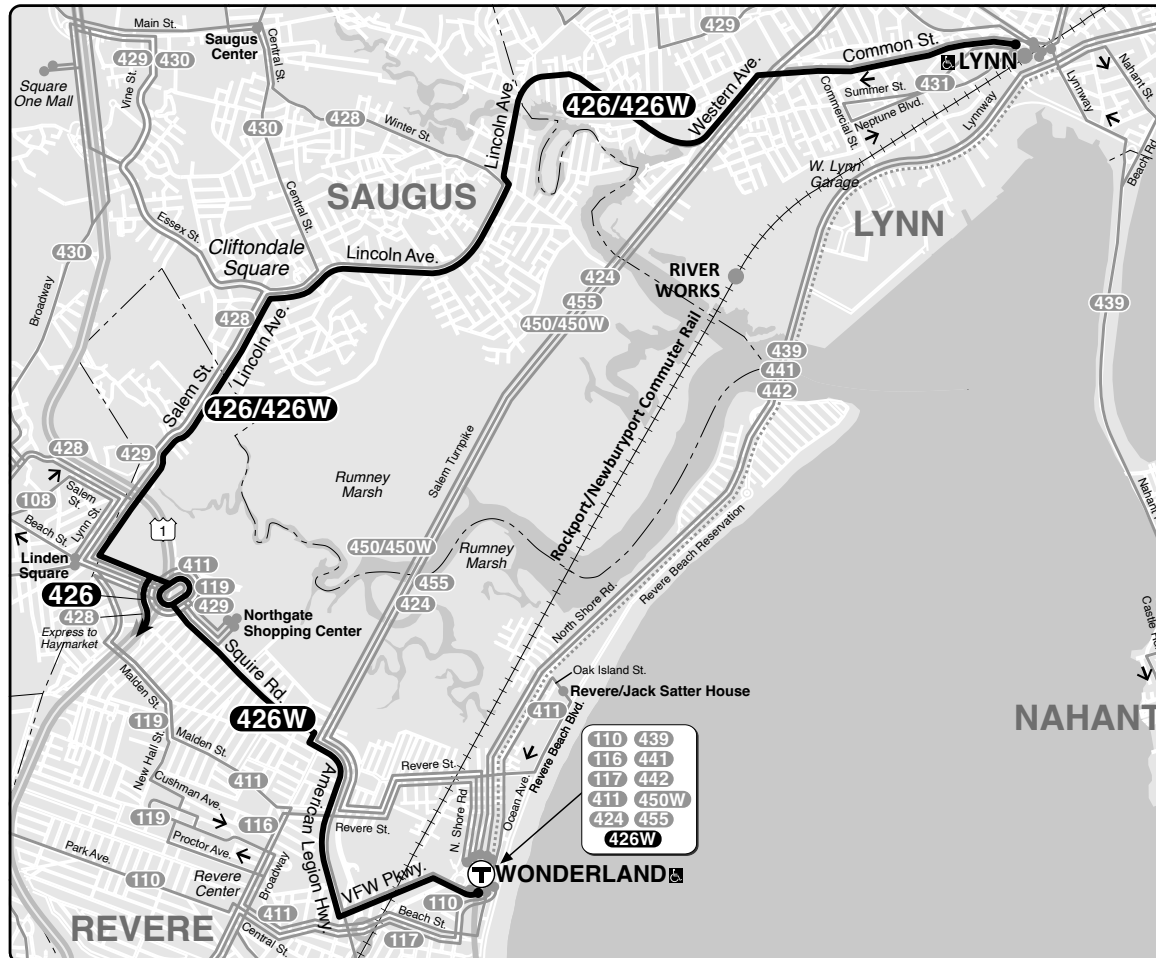 Main St.
Saugus
Center
429
430
Vine St.
Central St.
Square
One Mall
430
428
Winter St.
Central St.
Lincoln Ave.
426/426W
Western Ave.
429
Common St.
LYNN
Summer St.
431
Neptune Blvd.
Commercial St.
Lynnway
Lynnway
Nahant St.
Beach Rd.
W. Lynn
Garage
SAUGUS
LYNN
Essex St.
Cliftondale
Square
Lincoln Ave.
430
Broadway
428
Lincoln Ave.
Salem St.
426/426W
424
455
450/450W
RIVER
WORKS
Rockport/Newburyport Commuter Rail
439
439
441
442
428
429
108
Salem
St.
Lynn St.
Beach St.
1
Linden
Square
Rumney
Marsh
Salem Turnpike
450/450W
Rumney
Marsh
455
424
Revere Beach Reservation
North Shore Rd.
411
119
429
426
428
Express to
Haymarket
Northgate
Shopping Center
Squire Rd.
426W
Malden St.
119
Malden St.
New Hall St.
411
Cushman Ave.
119
116
Proctor Ave.
Park Ave.
110
Revere
Center
Broadway
411
Central St.
REVERE
American Legion Hwy.
Revere St.
Revere St.
N. Shore Rd
Ocean Ave.
Revere Beach Blvd.
Oak Island St.
Revere/Jack Satter House
411
110 439
116 441
117 442
411 450W
424 455
426W
T WONDERLAND
VFW Pkwy.
110
Beach St.
117
NAHANT